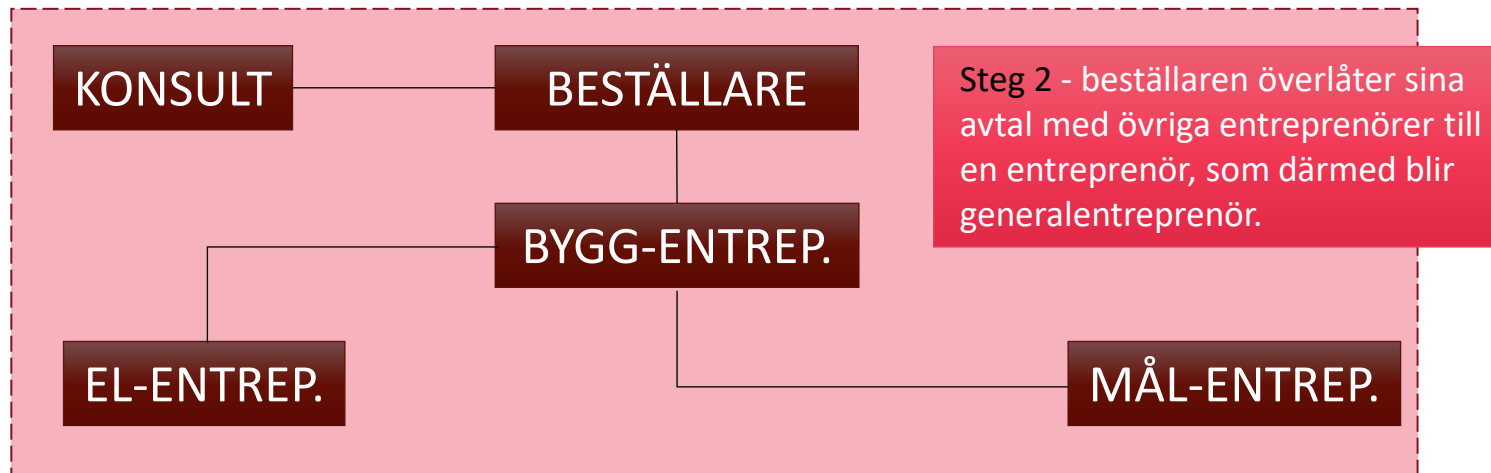 KONSULT
BESTÄLLARE
Steg 2 - beställaren överlåter sina
avtal med övriga entreprenörer till
en entreprenör, som därmed blir
generalentreprenör.
BYGG-ENTREP.
EL-ENTREP.
MÅL-ENTREP.